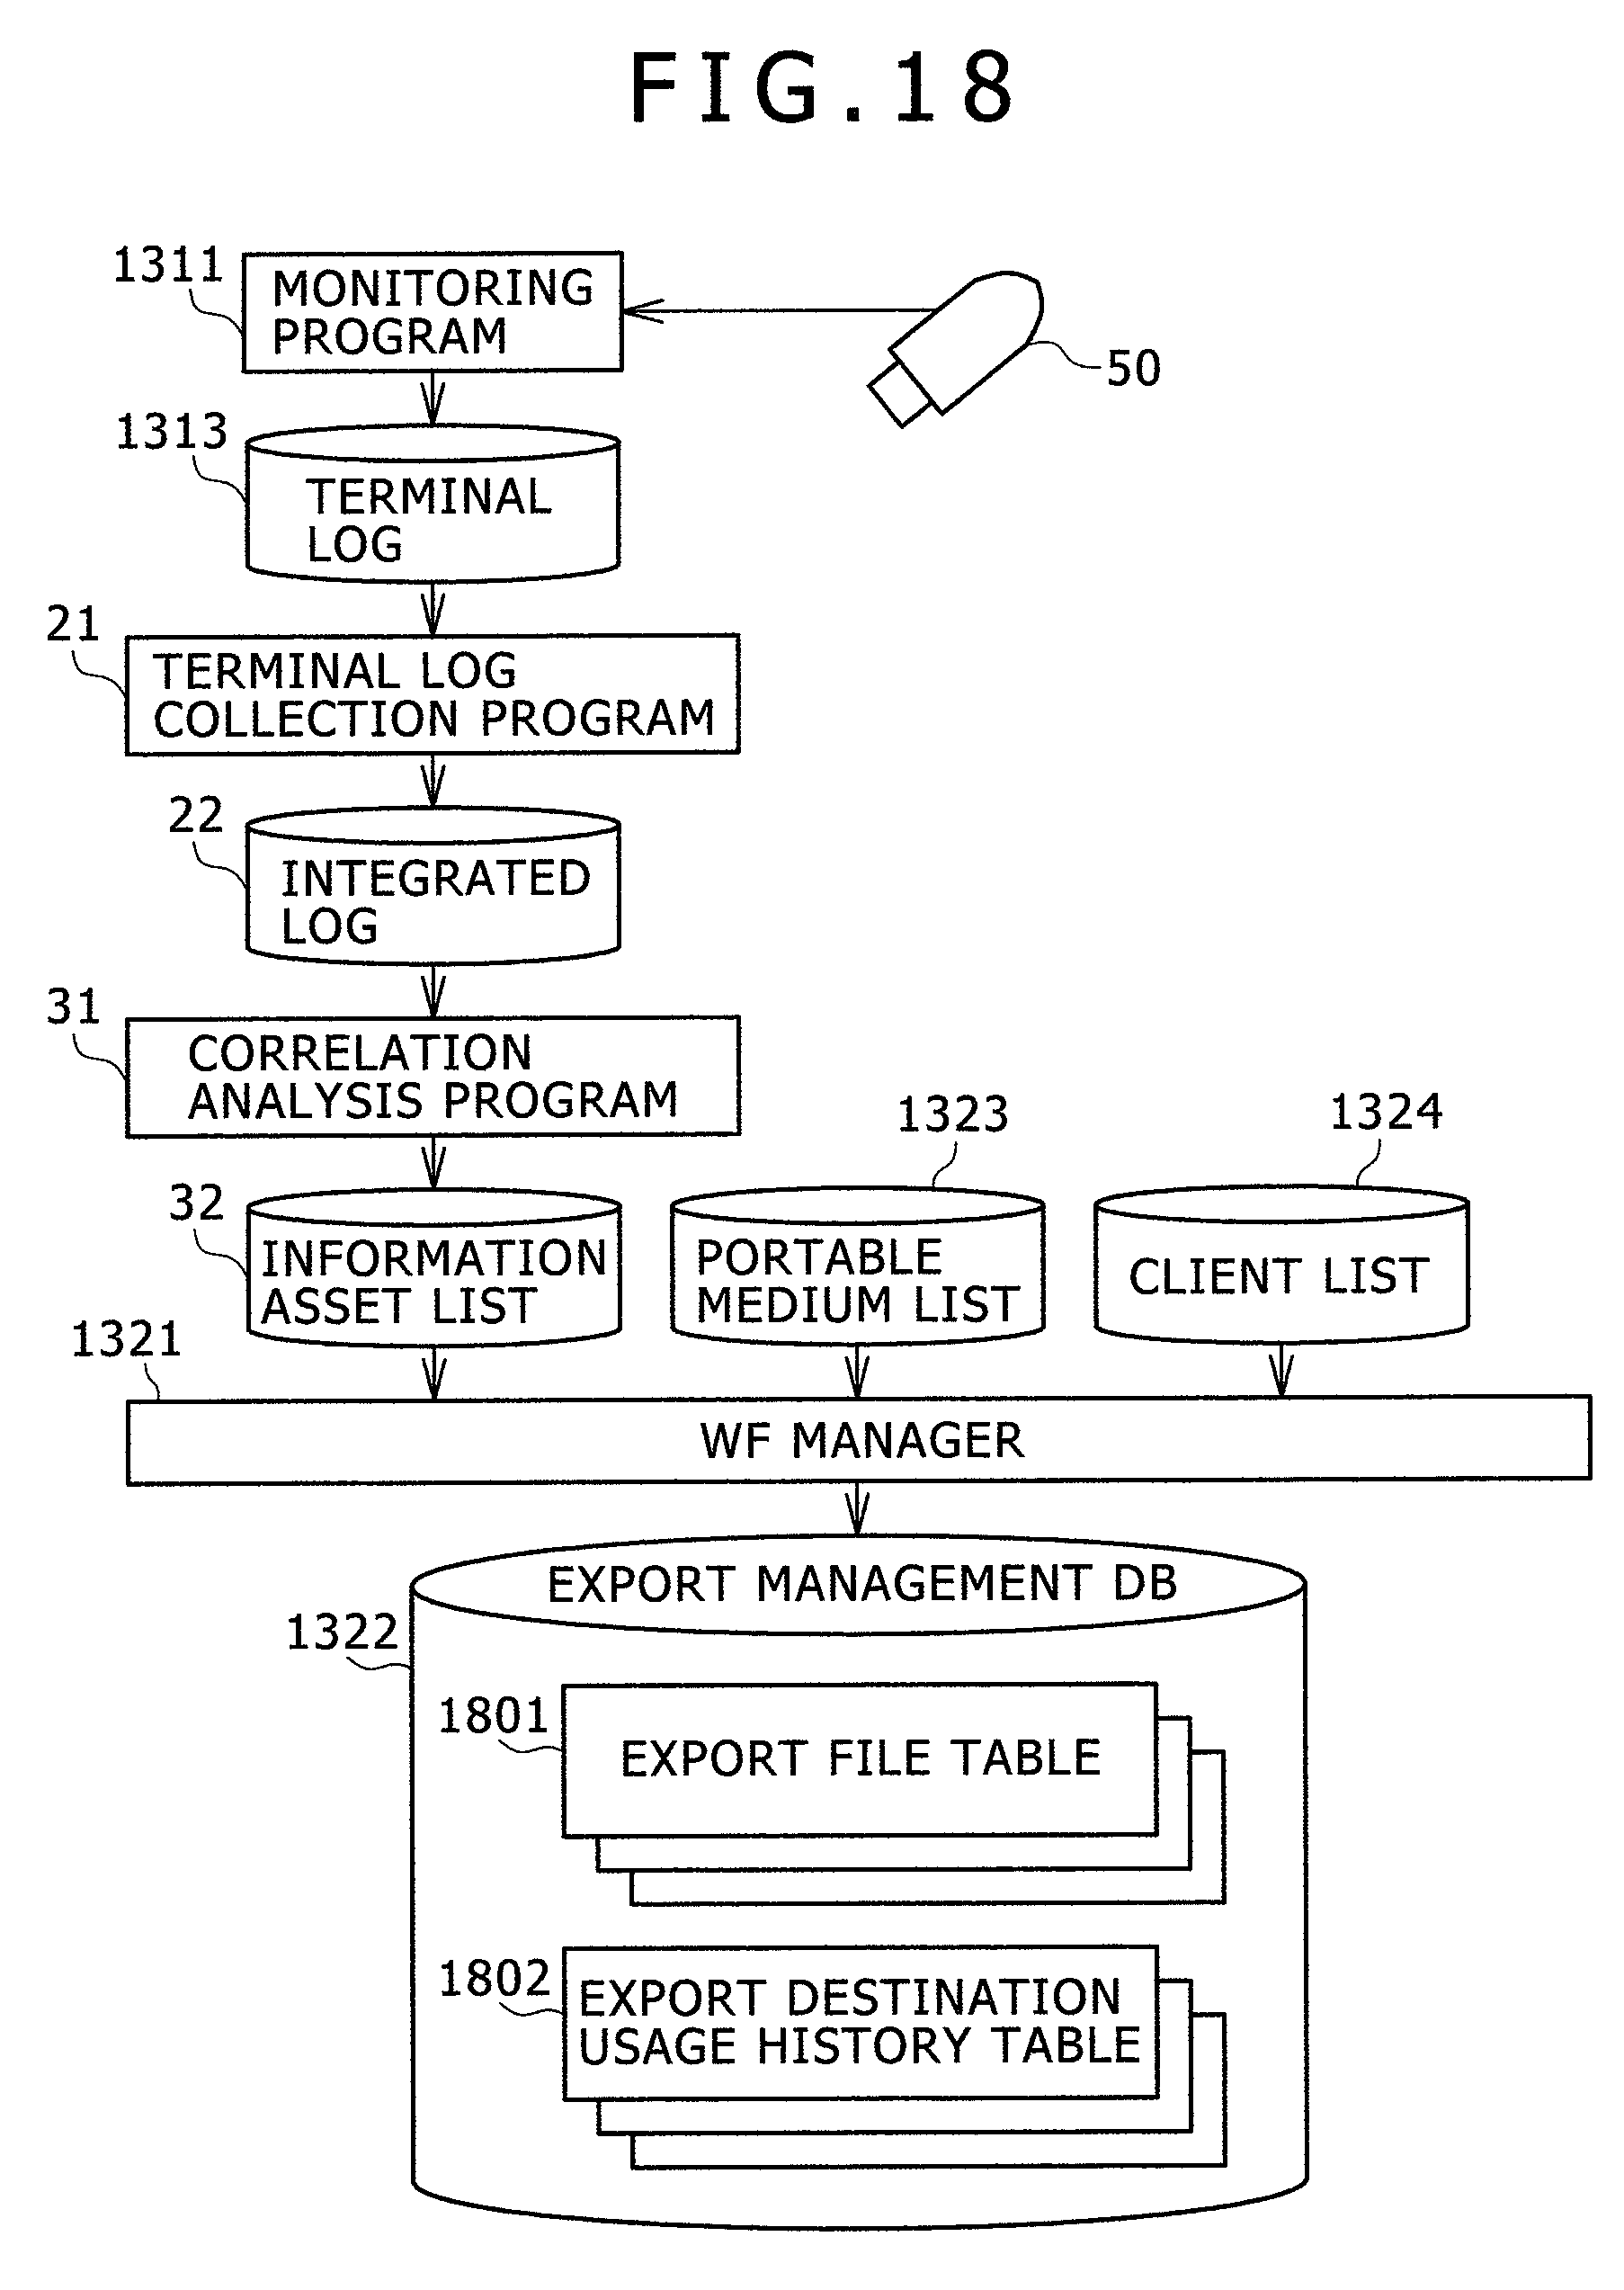 FIG.18
1311
MONITORING
PROGRAM
50
1313
TERMINAL
LOG
21
TERMINAL LOG
COLLECTION PROGRAM
22
INTEGRATED
LOG
31
CORRELATION
ANALYSIS PROGRAM
1323
1324
32
INFORMATION
ASSET LIST
PORTABLE
MEDIUM LIST
CLIENT LIST
1321
WF MANAGER
EXPORT MANAGEMENT DB
1322
1801
EXPORT FILE TABLE
1802
EXPORT DESTINATION
USAGE HISTORY TABLE